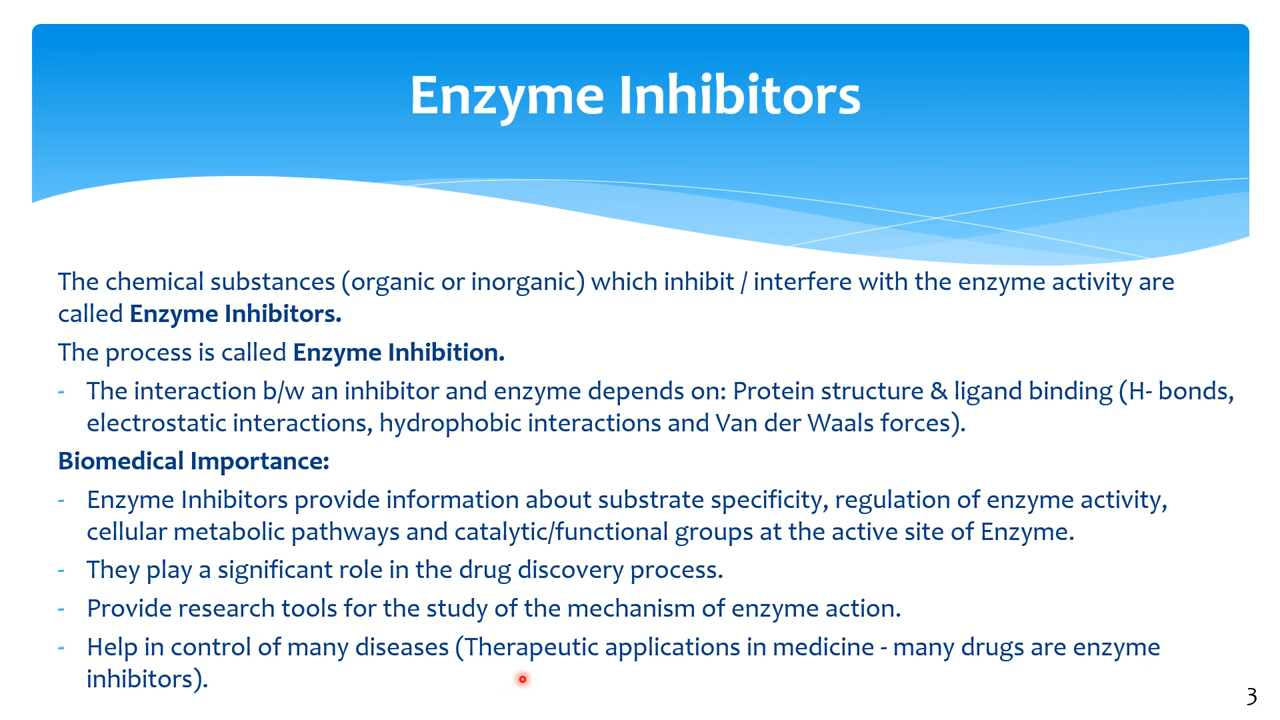 Enzyme Inhibitors
The chemical substances (organic or inorganic) which inhibit / interfere with the enzyme activity are
called Enzyme Inhibitors.
The process is called Enzyme Inhibition.
- The interaction b/w an inhibitor and enzyme depends on: Protein structure & ligand binding (H- bonds,
electrostatic interactions, hydrophobic interactions and Van der Waals forces).
Biomedical Importance:
- Enzyme Inhibitors provide information about substrate specificity, regulation of enzyme activity,
cellular metabolic pathways and catalytic/functional groups at the active site of Enzyme.
- They play a significant role in the drug discovery process.
- Provide research tools for the study of the mechanism of enzyme action.
- Help in control of many diseases (Therapeutic applications in medicine - many drugs are enzyme
inhibitors).
3